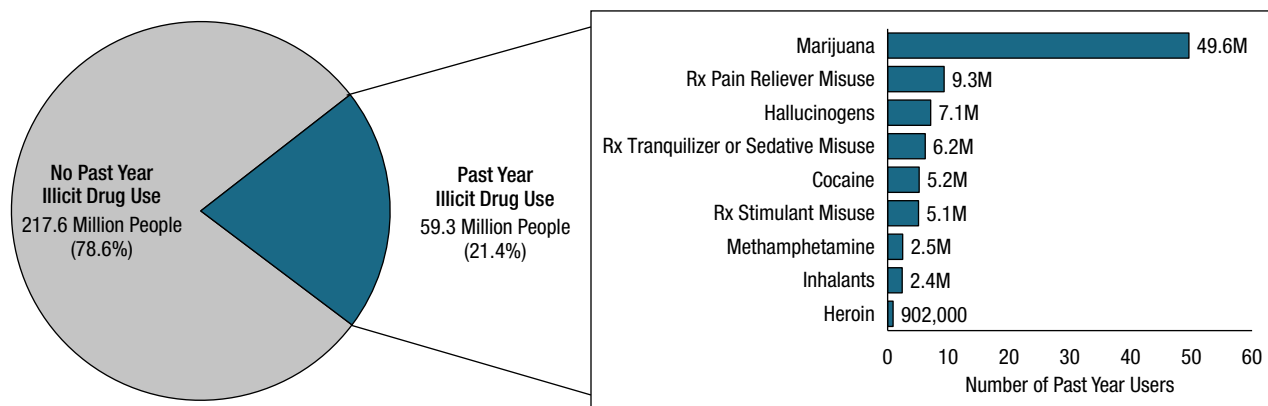 No Past Year
Illicit Drug Use
217.6 Million People
(78.6%)
Past Year
Illicit Drug Use
59.3 Million People
(21.4%)
Marijuana 49.6M
Rx Pain Reliever Misuse 9.3M
Hallucinogens 7.1M
Rx Tranquilizer or Sedative Misuse 6.2M
Cocaine 5.2M
Rx Stimulant Misuse 5.1M
Methamphetamine 2.5M
Inhalants 2.4M
Heroin 902,000
0 10 20 30 40 50 60
Number of Past Year Users